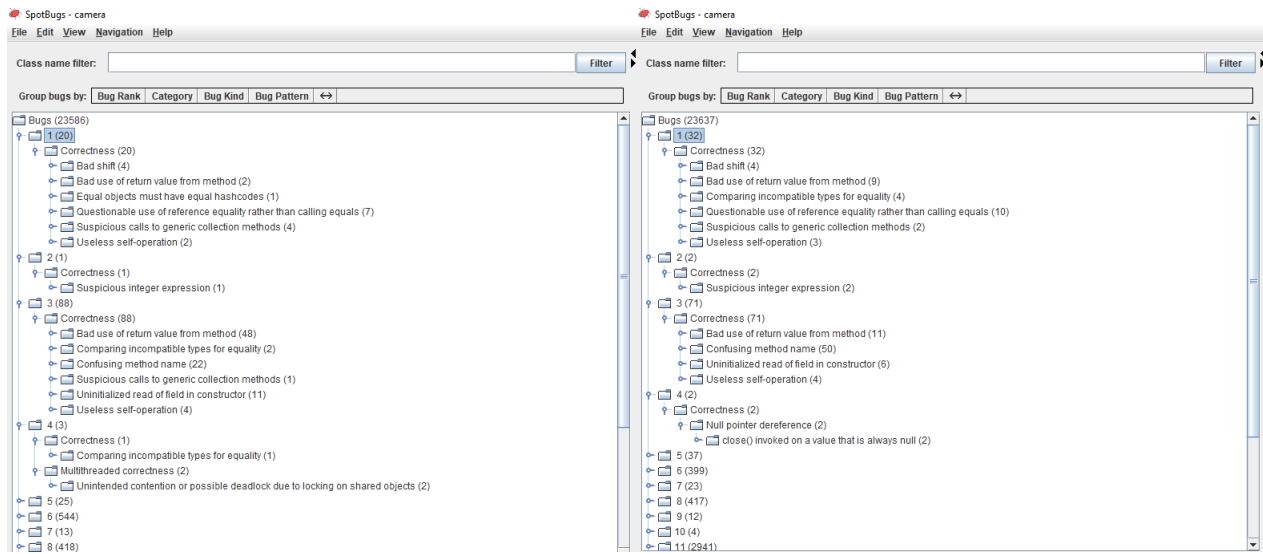 SpotBugs - camera
File Edit View Navigation Help
Class name filter:
Filter
Group bugs by: Bug Rank Category Bug Kind Bug Pattern ↔
Bugs (23586)
1 (20)
Correctness (20)
Bad shift (4)
Bad use of return value from method (2)
Equal objects must have equal hashcodes (1)
Questionable use of reference equality rather than calling equals (7)
Suspicious calls to generic collection methods (4)
Useless self-operation (2)
2 (1)
Correctness (1)
Suspicious integer expression (1)
3 (88)
Correctness (88)
Bad use of return value from method (48)
Comparing incompatible types for equality (2)
Confusing method name (22)
Suspicious calls to generic collection methods (1)
Uninitialized read of field in constructor (11)
Useless self-operation (4)
4 (3)
Correctness (1)
Comparing incompatible types for equality (1)
Multithreaded correctness (2)
Unintended contention or possible deadlock due to locking on shared objects (2)
5 (25)
6 (544)
7 (13)
8 (418)
SpotBugs - camera
File Edit View Navigation Help
Class name filter:
Filter
Group bugs by: Bug Rank Category Bug Kind Bug Pattern ↔
Bugs (23637)
1 (32)
Correctness (32)
Bad shift (4)
Bad use of return value from method (9)
Comparing incompatible types for equality (4)
Questionable use of reference equality rather than calling equals (10)
Suspicious calls to generic collection methods (2)
Useless self-operation (3)
2 (2)
Correctness (2)
Suspicious integer expression (2)
3 (71)
Correctness (71)
Bad use of return value from method (11)
Confusing method name (50)
Uninitialized read of field in constructor (6)
Useless self-operation (4)
4 (2)
Correctness (2)
Null pointer dereference (2)
close() invoked on a value that is always null (2)
5 (37)
6 (399)
7 (23)
8 (417)
9 (12)
10 (4)
11 (2941)